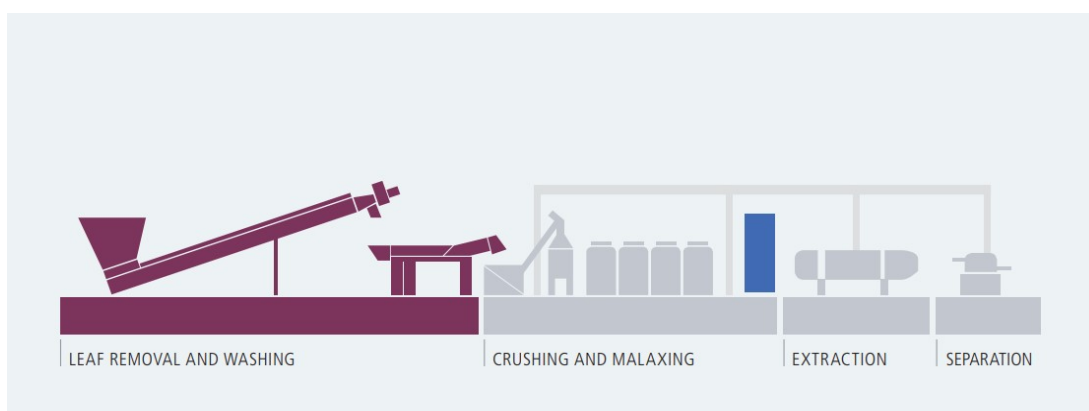 LEAF REMOVAL AND WASHING
CRUSHING AND MALAXING
EXTRACTION
SEPARATION